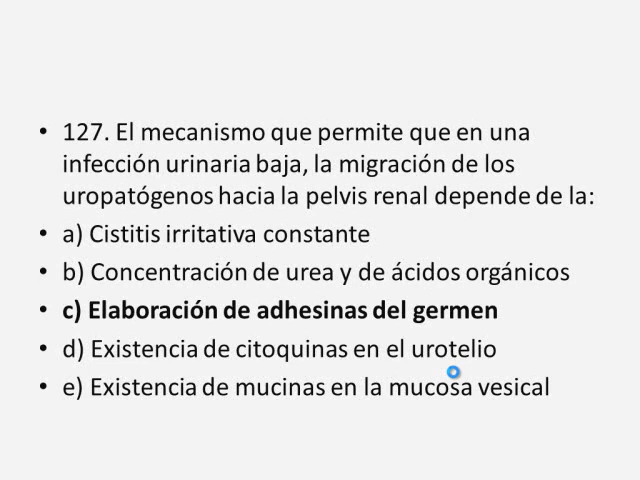 • 127. El mecanismo que permite que en una
infección urinaria baja, la migración de los
uropatógenos hacia la pelvis renal depende de la:
• a) Cistitis irritativa constante
• b) Concentración de urea y de ácidos orgánicos
• c) Elaboración de adhesinas del germen
• d) Existencia de citoquinas en el urotelio
• e) Existencia de mucinas en la mucosa vesical